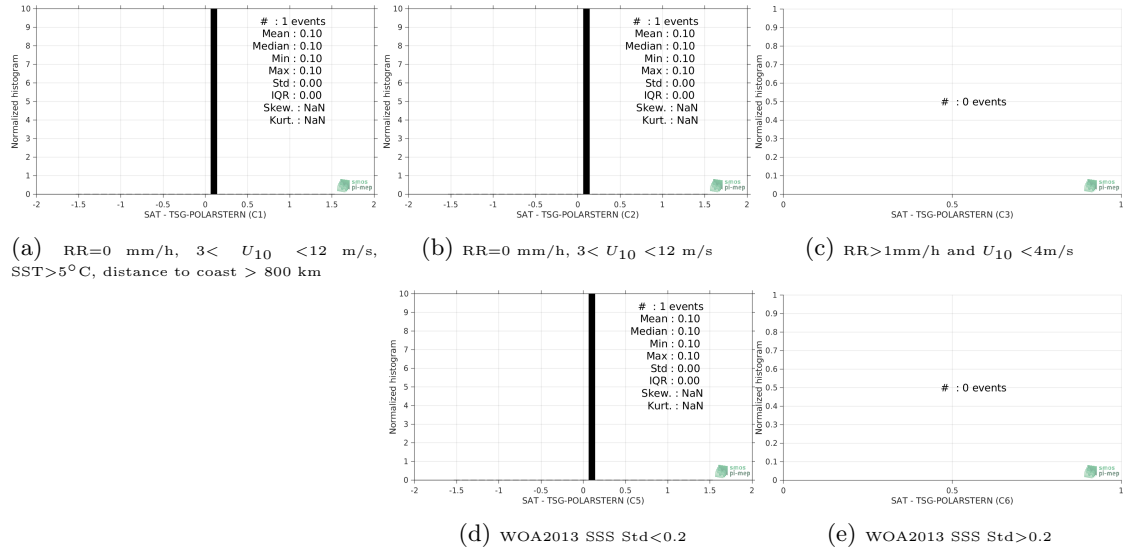 10
9
8
7
6
5
4
3
2
1
0
Normalized histogram
# : 1 events
Mean : 0.10
Median : 0.10
Min : 0.10
Max : 0.10
Std : 0.00
IQR : 0.00
Skew. : NaN
Kurt. : NaN
smos
pi-mep
-2 -1.5 -1 -0.5 0 0.5 1 1.5 2
SAT - TSG-POLARSTERN (C1)
(a) RR=0 mm/h, 3< U10 <12 m/s,
SST>5°C, distance to coast > 800 km
10
9
8
7
6
5
4
3
2
1
0
Normalized histogram
# : 1 events
Mean : 0.10
Median : 0.10
Min : 0.10
Max : 0.10
Std : 0.00
IQR : 0.00
Skew. : NaN
Kurt. : NaN
smos
pi-mep
-2 -1.5 -1 -0.5 0 0.5 1 1.5 2
SAT - TSG-POLARSTERN (C2)
(b) RR=0 mm/h, 3< U10 <12 m/s
1
0.9
0.8
0.7
0.6
0.5
0.4
0.3
0.2
0.1
0
Normalized histogram
# : 0 events
smos
pi-mep
0 0.5 1
SAT - TSG-POLARSTERN (C3)
(c) RR>1mm/h and U10 <4m/s
10
9
8
7
6
5
4
3
2
1
0
Normalized histogram
# : 1 events
Mean : 0.10
Median : 0.10
Min : 0.10
Max : 0.10
Std : 0.00
IQR : 0.00
Skew. : NaN
Kurt. : NaN
smos
pi-mep
-2 -1.5 -1 -0.5 0 0.5 1 1.5 2
SAT - TSG-POLARSTERN (C5)
(d) WOA2013 SSS Std<0.2
1
0.9
0.8
0.7
0.6
0.5
0.4
0.3
0.2
0.1
0
Normalized histogram
# : 0 events
smos
pi-mep
0 0.5 1
SAT - TSG-POLARSTERN (C6)
(e) WOA2013 SSS Std>0.2